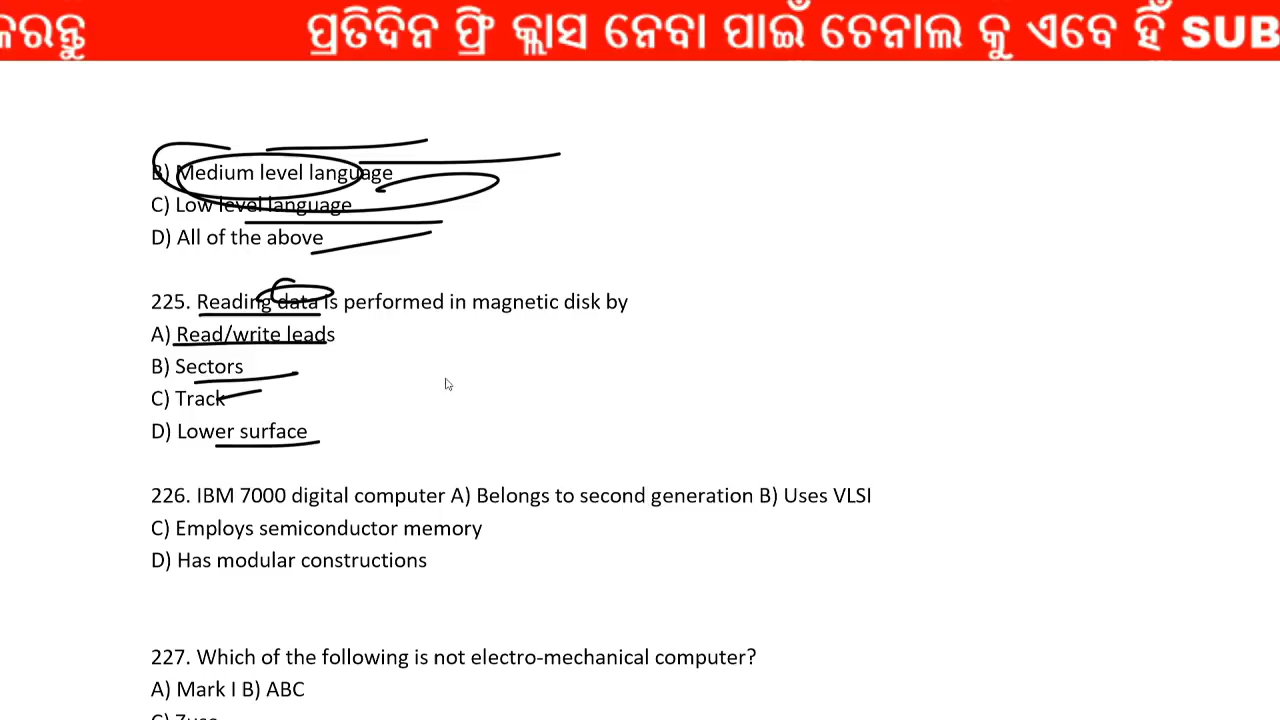 ଳରନ୍ତୁ ପ୍ରତିଦିନ ଫ୍ରି କ୍ଲାସ ନେବା ପାଇଁ ଚେନାଲ କୁ ଏବେ ହିଁ SUB
B) Medium level language
C) Low level language
D) All of the above
225. Reading data is performed in magnetic disk by
A) Read/write leads
B) Sectors
C) Track
D) Lower surface
226. IBM 7000 digital computer A) Belongs to second generation B) Uses VLSI
C) Employs semiconductor memory
D) Has modular constructions
227. Which of the following is not electro-mechanical computer?
A) Mark I B) ABC
C) Zuse